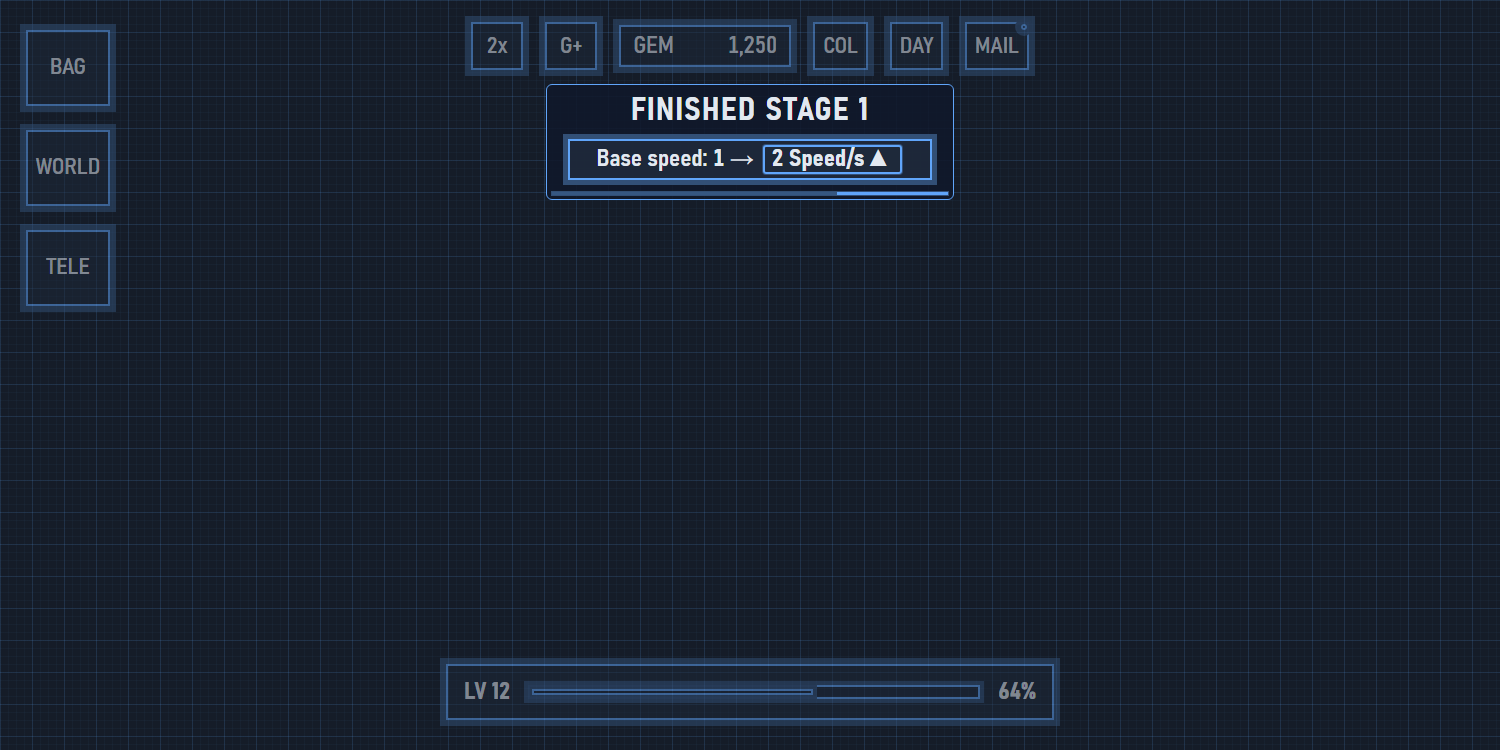 BAG
WORLD
TELE
2x
G+
GEM 1,250
COL
DAY
MAIL
FINISHED STAGE 1
Base speed: 1 → 2 Speed/s ▲
LV 12
64%